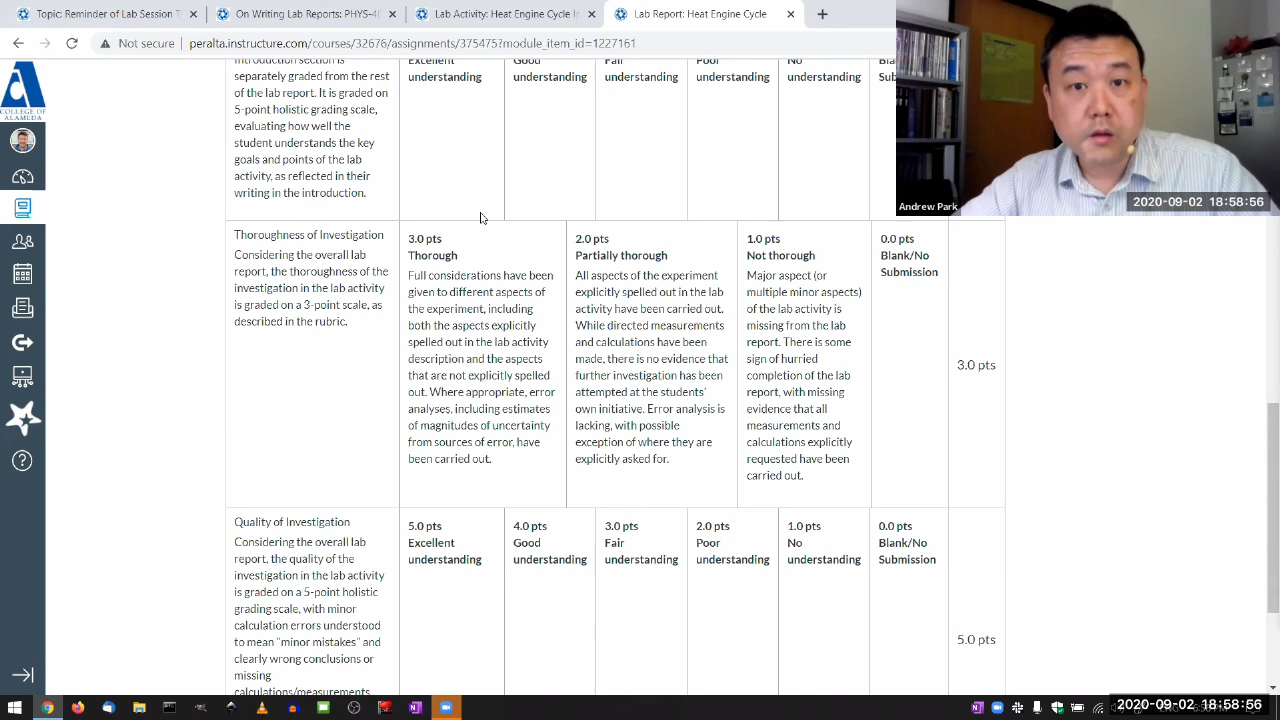 Topic: Recording of Lab Session T
Online Lab Reports: PHYS-4
Lab Activity: Heat Engine Cycle
Lab Report: Heat Engine Cycle
Not secure
peralta.instructure.com/courses/32676/assignments/375475?module_item_id=1227161
COLLEGE OF
ALAMEDA
Introduction section is
separately graded from the rest
of the lab report. It is graded on
5-point holistic grading scale,
evaluating how well the
student understands the key
goals and points of the lab
activity, as reflected in their
writing in the introduction.
Excellent
understanding
Good
understanding
Fair
understanding
Poor
understanding
No
understanding
Andrew Park
2020-09-02 18:58:56
Thoroughness of Investigation
Considering the overall lab
report, the thoroughness of the
investigation in the lab activity
is graded on a 3-point scale, as
described in the rubric.
3.0 pts
Thorough
Full considerations have been
given to different aspects of
the experiment, including
both the aspects explicitly
spelled out in the lab activity
description and the aspects
that are not explicitly spelled
out. Where appropriate, error
analyses, including estimates
of magnitudes of uncertainty
from sources of error, have
been carried out.
2.0 pts
Partially thorough
All aspects of the experiment
explicitly spelled out in the lab
activity have been carried out.
While directed measurements
and calculations have been
made, there is no evidence that
further investigation has been
attempted at the students'
own initiative. Error analysis is
lacking, with possible
exception of where they are
explicitly asked for.
1.0 pts
Not thorough
Major aspect (or
multiple minor aspects)
of the lab activity is
missing from the lab
report. There is some
sign of hurried
completion of the lab
report, with missing
evidence that all
measurements and
calculations explicitly
requested have been
carried out.
0.0 pts
Blank/No
Submission
3.0 pts
Quality of Investigation
Considering the overall lab
report, the quality of the
investigation in the lab activity
is graded on a 5-point holistic
grading scale, with minor
calculation errors understood
to mean "minor mistakes" and
clearly wrong conclusions or
missing
calculations/measurements
5.0 pts
Excellent
understanding
4.0 pts
Good
understanding
3.0 pts
Fair
understanding
2.0 pts
Poor
understanding
1.0 pts
No
understanding
0.0 pts
Blank/No
Submission
5.0 pts
2020-09-02 18:58:56